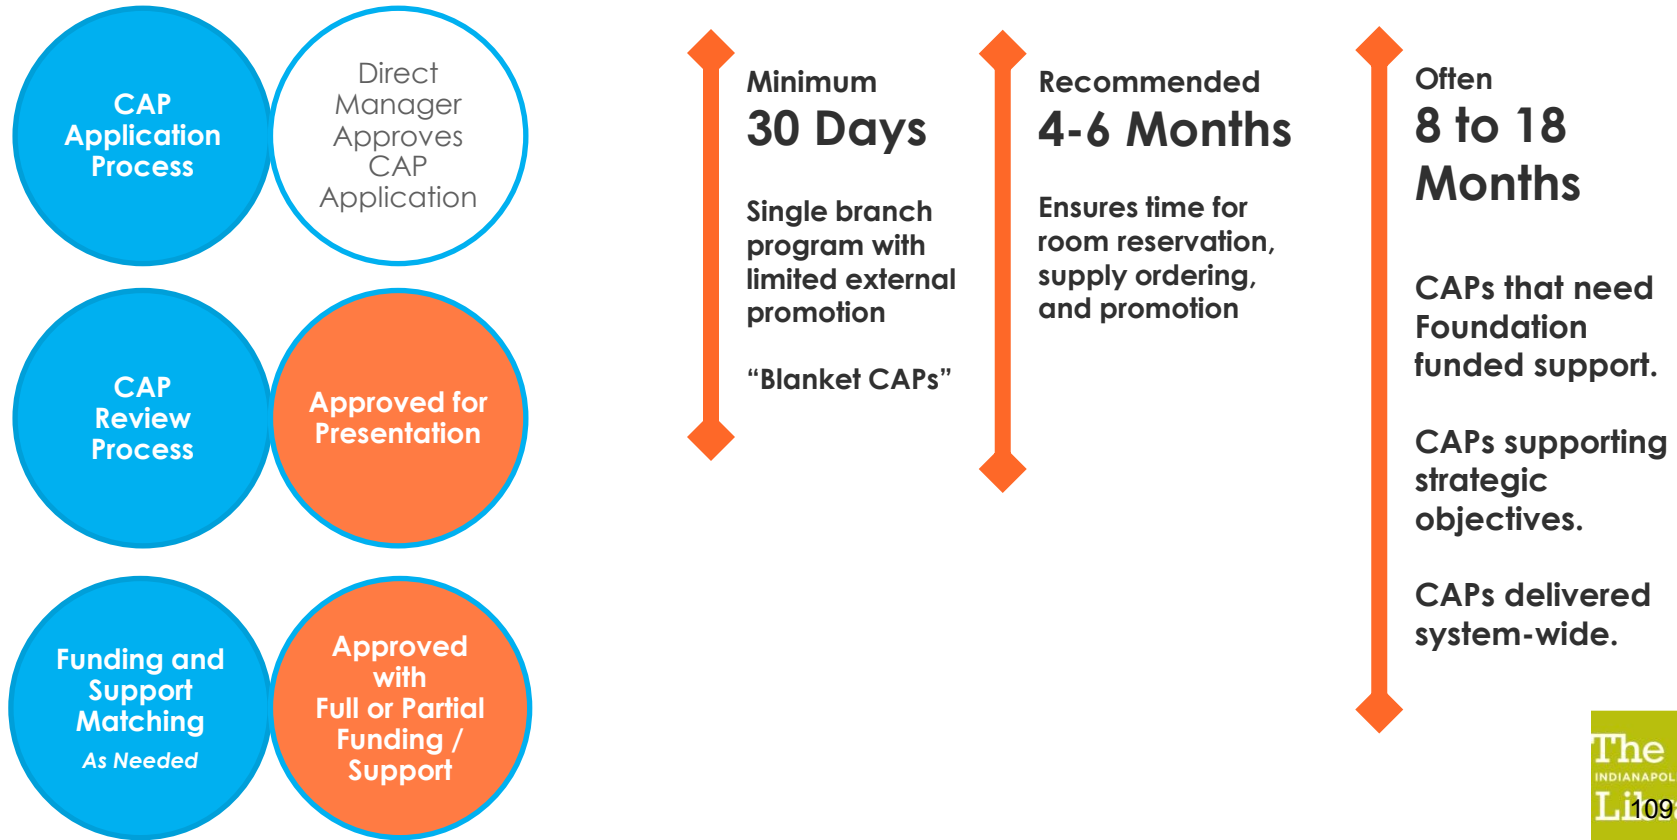 CAP
Application
Process
Direct
Manager
Approves
CAP
Application
CAP
Review
Process
Approved for
Presentation
Funding and
Support
Matching
As Needed
Approved
with
Full or Partial
Funding /
Support
Minimum
30 Days
Single branch
program with
limited external
promotion
“Blanket CAPs”
Recommended
4-6 Months
Ensures time for
room reservation,
supply ordering,
and promotion
Often
8 to 18
Months
CAPs that need
Foundation
funded support.
CAPs supporting
strategic
objectives.
CAPs delivered
system-wide.
The
INDIANAPOL
109